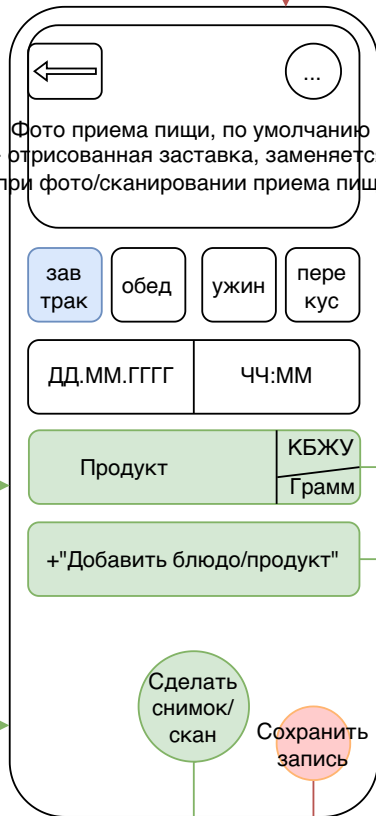 ...
Фото приема пищи, по умолчанию
отрисованная заставка, заменяется
при фото/сканировании приема пищ
зав
трак
обед
ужин
пере
кус
ДД.ММ.ГГГГ
ЧЧ:ММ
Продукт
КБЖУ
Грамм
+"Добавить блюдо/продукт"
Сделать
снимок/
скан
Сохранить
запись